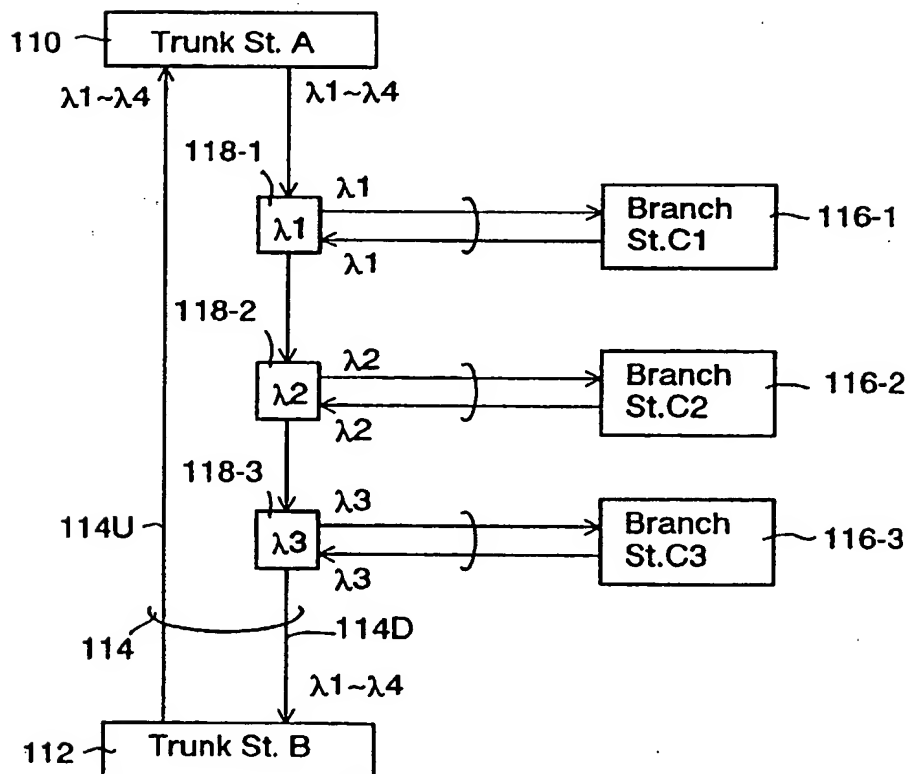 110
Trunk St. A
λ1~λ4
λ1~λ4
118-1
λ1
λ1
λ1
Branch
St.C1
116-1
118-2
λ2
λ2
λ2
Branch
St.C2
116-2
118-3
λ3
λ3
λ3
Branch
St.C3
116-3
114U
114
114D
λ1~λ4
112
Trunk St. B